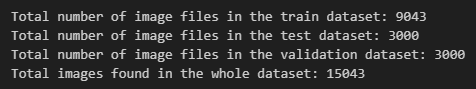 Total number of image files in the train dataset: 9043
Total number of image files in the test dataset: 3000
Total number of image files in the validation dataset: 3000
Total images found in the whole dataset: 15043